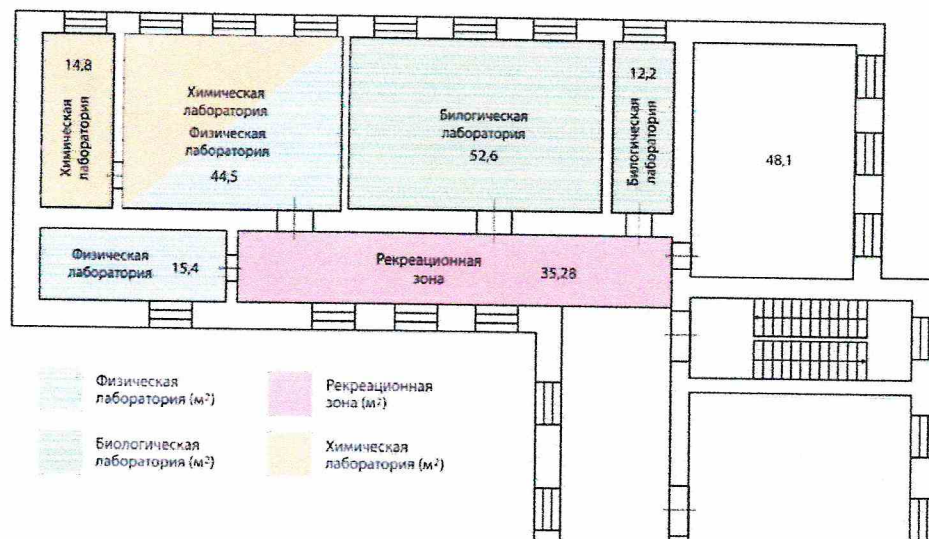 14,8
Химическая
лаборатория
Химическая
лаборатория
Физическая
лаборатория
44,5
Билогическая
лаборатория
52,6
12,2
Билогическая
лаборатория
48,1
Физическая
лаборатория
15,4
Рекреационная
зона
35,28
Физическая
лаборатория (м²)
Рекреационная
зона (м²)
Биологическая
лаборатория (м²)
Химическая
лаборатория (м²)